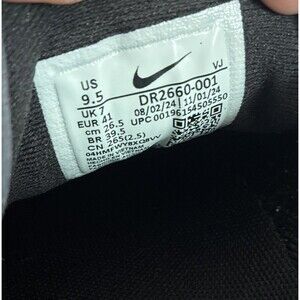 US
9.5
VJ
UK 7
DR2660-001
EUR 41
08/02/24 11/01/24
cm 26.5
UPC 00196154505550
BR 39.5
CN 265(2.5)
MADE IN VIETNAM